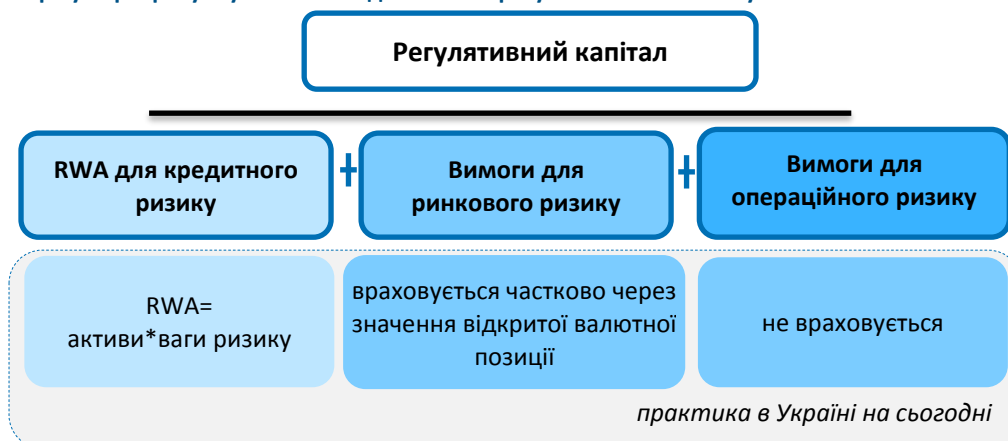 Регулятивний капітал
RWA для кредитного
ризику
+
Вимоги для
ринкового ризику
+
Вимоги для
операційного ризику
RWA=
активи*ваги ризику
враховується частково через
значення відкритої валютної
позиції
не враховується
практика в Україні на сьогодні